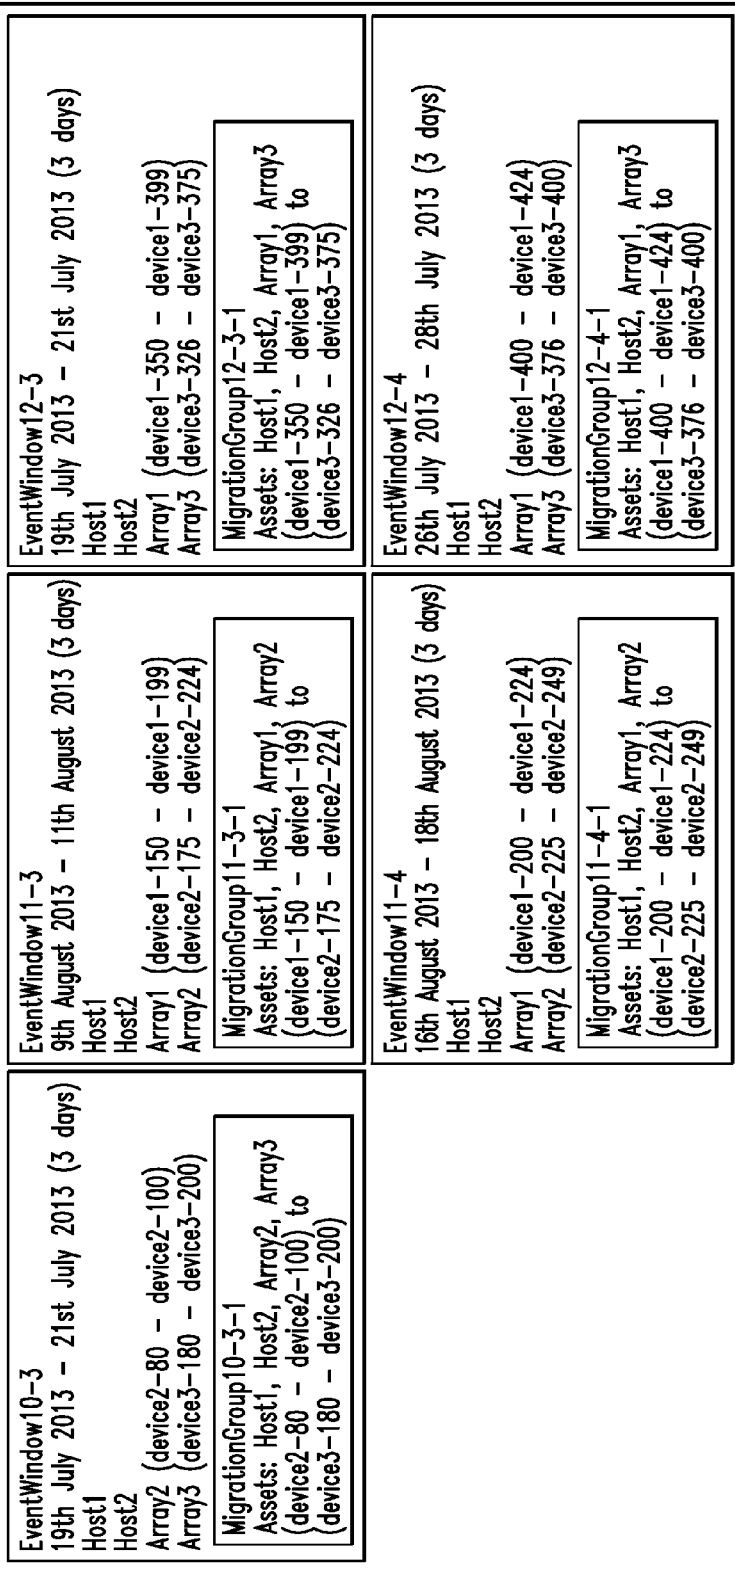 EventWindow10-3
19th July 2013 - 21st July 2013 (3 days)
Host1
Host2
Array2 (device2-80 - device2-100)
Array3 (device3-180 - device3-200)
MigrationGroup10-3-1
Assets: Host1, Host2, Array2, Array3
(device2-80 - device2-100) to
(device3-180 - device3-200)
EventWindow11-3
9th August 2013 - 11th August 2013 (3 days)
Host1
Host2
Array1 (device1-150 - device1-199)
Array2 (device2-175 - device2-224)
MigrationGroup11-3-1
Assets: Host1, Host2, Array1, Array2
(device1-150 - device1-199) to
(device2-175 - device2-224)
EventWindow12-3
19th July 2013 - 21st July 2013 (3 days)
Host1
Host2
Array1 (device1-350 - device1-399)
Array3 (device3-326 - device3-375)
MigrationGroup12-3-1
Assets: Host1, Host2, Array1, Array3
(device1-350 - device1-399) to
(device3-326 - device3-375)
EventWindow11-4
16th August 2013 - 18th August 2013 (3 days)
Host1
Host2
Array1 (device1-200 - device1-224)
Array2 (device2-225 - device2-249)
MigrationGroup11-4-1
Assets: Host1, Host2, Array1, Array2
(device1-200 - device1-224) to
(device2-225 - device2-249)
EventWindow12-4
26th July 2013 - 28th July 2013 (3 days)
Host1
Host2
Array1 (device1-400 - device1-424)
Array3 (device3-376 - device3-400)
MigrationGroup12-4-1
Assets: Host1, Host2, Array1, Array3
(device1-400 - device1-424) to
(device3-376 - device3-400)